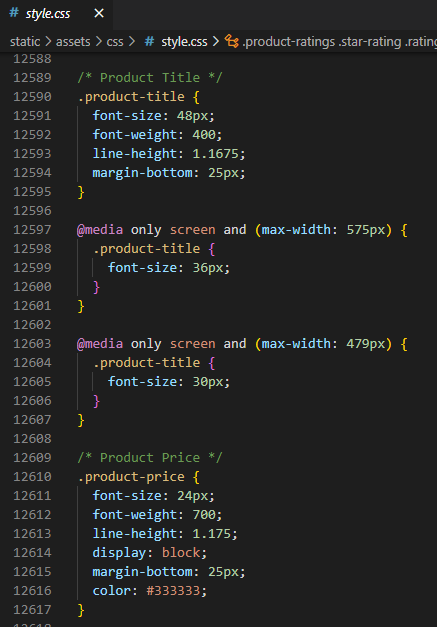 # style.css ×
static > assets > css > # style.css > .product-ratings .star-rating .rating
12588
12589 /* Product Title */
12590 .product-title {
12591   font-size: 48px;
12592   font-weight: 400;
12593   line-height: 1.1675;
12594   margin-bottom: 25px;
12595 }
12596
12597 @media only screen and (max-width: 575px) {
12598   .product-title {
12599     font-size: 36px;
12600   }
12601 }
12602
12603 @media only screen and (max-width: 479px) {
12604   .product-title {
12605     font-size: 30px;
12606   }
12607 }
12608
12609 /* Product Price */
12610 .product-price {
12611   font-size: 24px;
12612   font-weight: 700;
12613   line-height: 1.175;
12614   display: block;
12615   margin-bottom: 25px;
12616   color: #333333;
12617 }